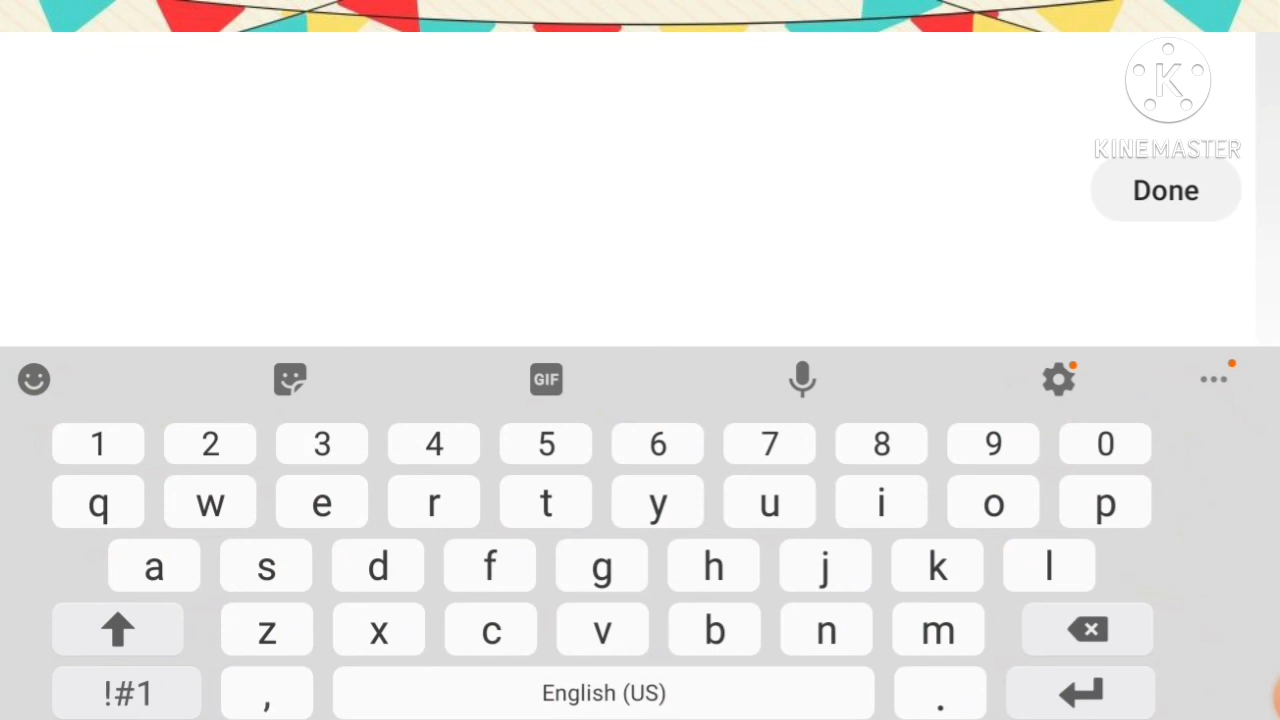 K
KINEMASTER
Done
GIF
1 2 3 4 5 6 7 8 9 0
q w e r t y u i o p
a s d f g h j k l
z x c v b n m
!#1 , English (US) .